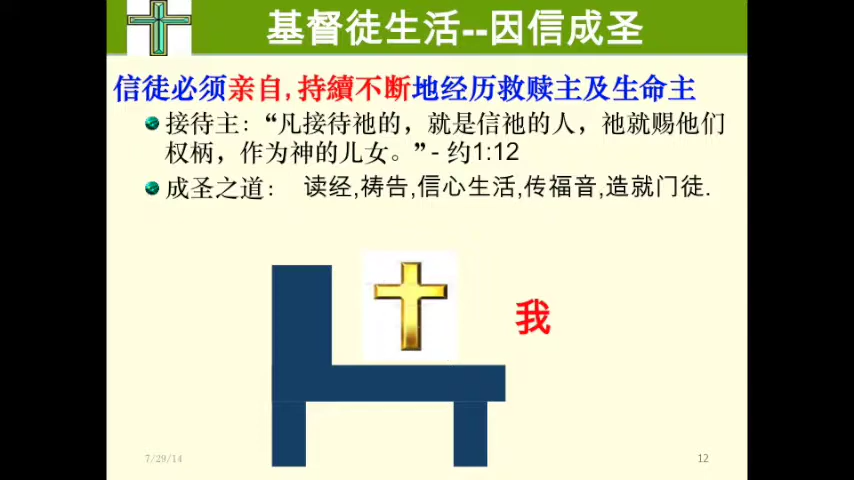 基督徒生活--因信成圣
信徒必须亲自,持續不断地经历救赎主及生命主
接待主：“凡接待祂的，就是信祂的人，祂就赐他们
权柄，作为神的儿女。”- 约1:12
成圣之道： 读经,祷告,信心生活,传福音,造就门徒.
我
7/29/14
12